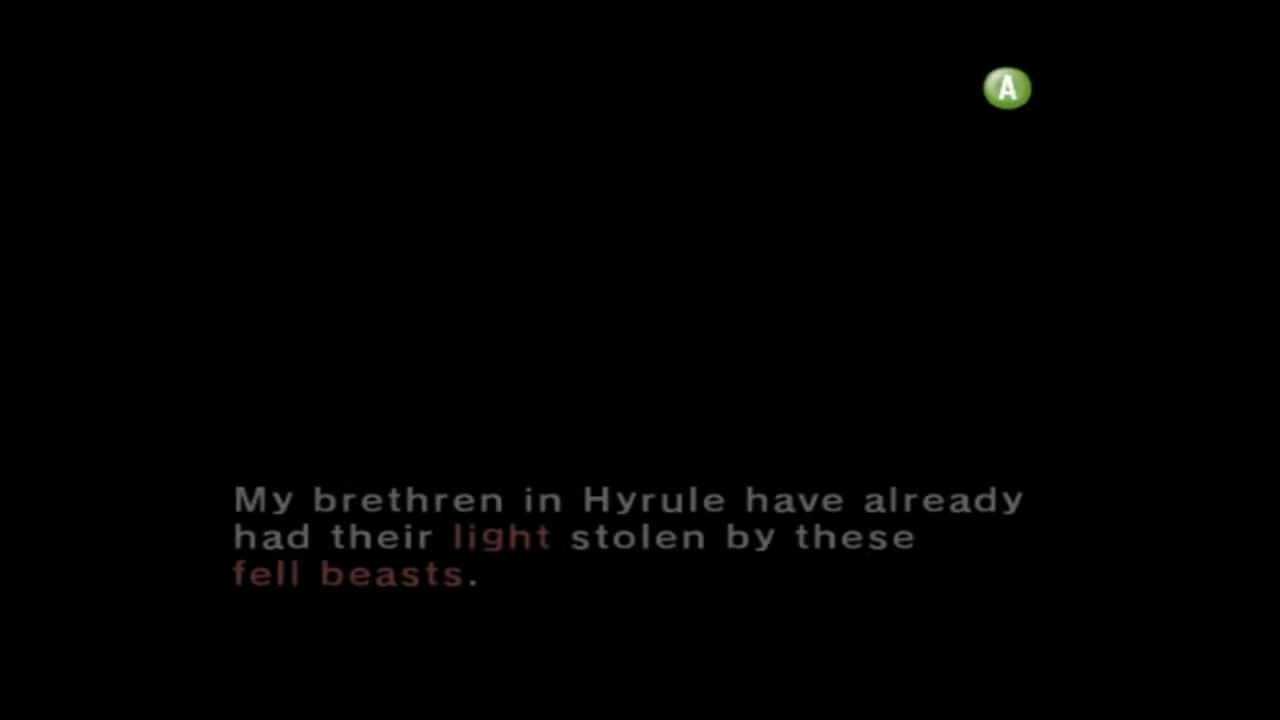 A
My brethren in Hyrule have already
had their light stolen by these
fell beasts.